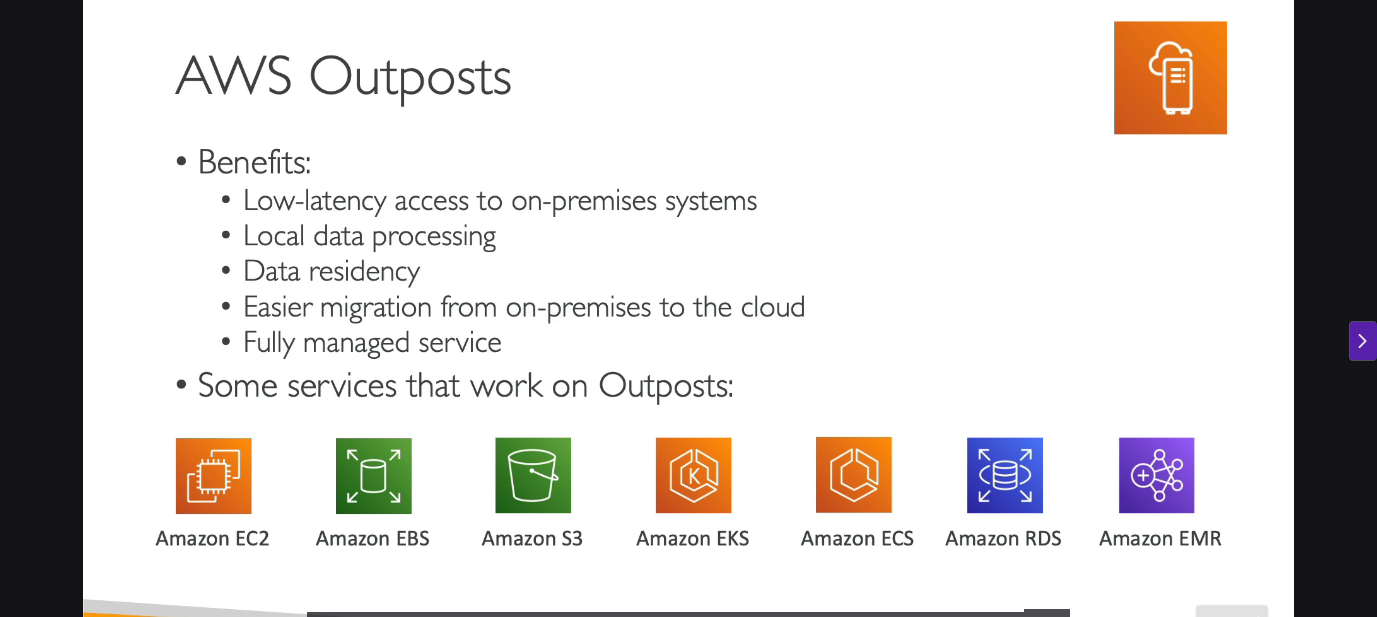 AWS Outposts
• Benefits:
• Low-latency access to on-premises systems
• Local data processing
• Data residency
• Easier migration from on-premises to the cloud
• Fully managed service
• Some services that work on Outposts:
K
Amazon EC2 Amazon EBS Amazon S3 Amazon EKS Amazon ECS Amazon RDS Amazon EMR